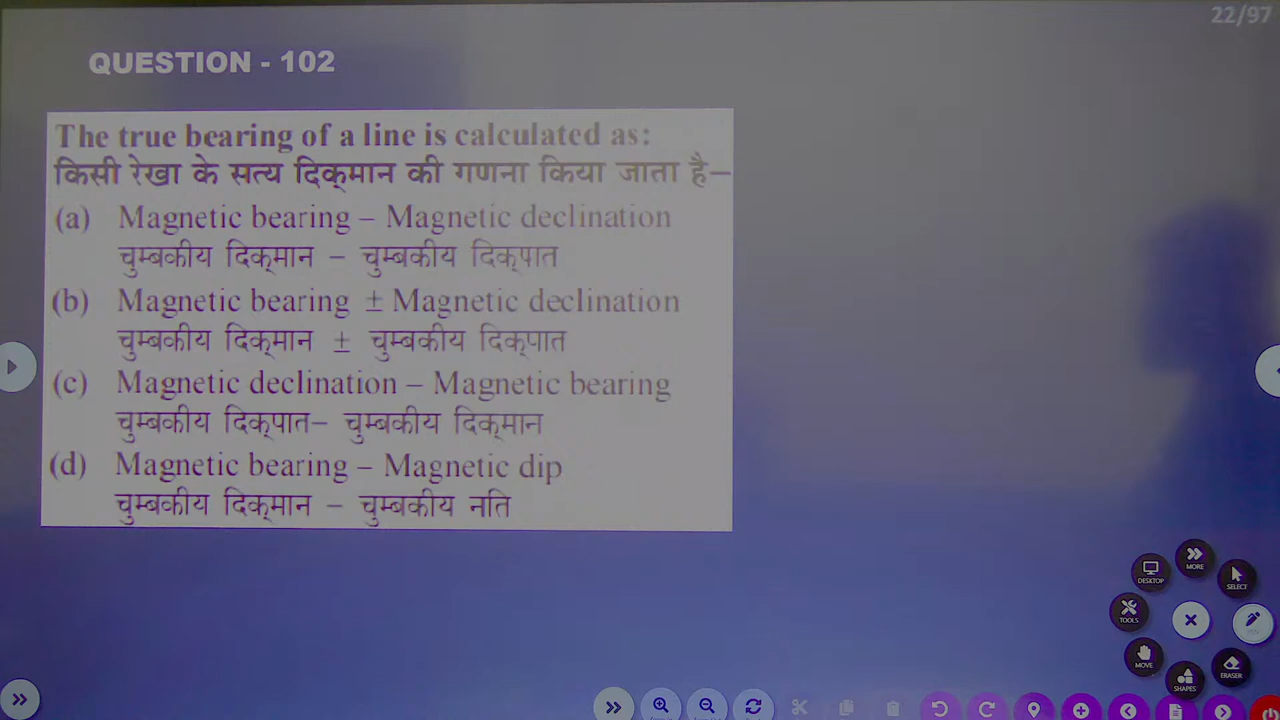 22/97
QUESTION - 102
The true bearing of a line is calculated as:
किसी रेखा के सत्य दिक्‌मान की गणना किया जाता है–
(a) Magnetic bearing – Magnetic declination
चुम्बकीय दिक्‌मान – चुम्बकीय दिक्‌पात
(b) Magnetic bearing ± Magnetic declination
चुम्बकीय दिक्‌मान ± चुम्बकीय दिक्‌पात
(c) Magnetic declination – Magnetic bearing
चुम्बकीय दिक्‌पात– चुम्बकीय दिक्‌मान
(d) Magnetic bearing – Magnetic dip
चुम्बकीय दिक्‌मान – चुम्बकीय नति
MORE
DESKTOP
SELECT
TOOLS
MOVE
ERASER
SHAPES